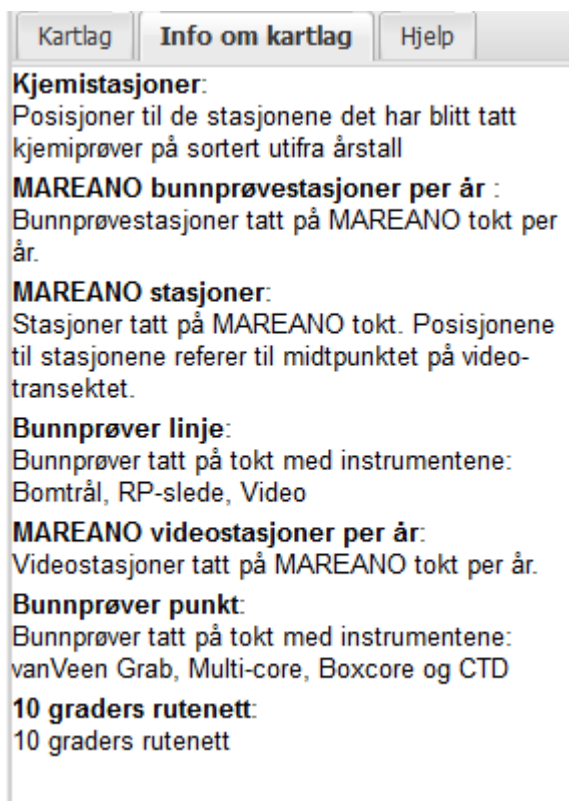 Kartlag Info om kartlag Hjelp
Kjemistasjoner:
Posisjoner til de stasjonene det har blitt tatt
kjemiprøver på sortert utifra årstall
MAREANO bunnprøvestasjoner per år :
Bunnprøvestasjoner tatt på MAREANO tokt per
år.
MAREANO stasjoner:
Stasjoner tatt på MAREANO tokt. Posisjonene
til stasjonene referer til midtpunktet på video-
transektet.
Bunnprøver linje:
Bunnprøver tatt på tokt med instrumentene:
Bomtrål, RP-slede, Video
MAREANO videostasjoner per år:
Videostasjoner tatt på MAREANO tokt per år.
Bunnprøver punkt:
Bunnprøver tatt på tokt med instrumentene:
vanVeen Grab, Multi-core, Boxcore og CTD
10 graders rutenett:
10 graders rutenett